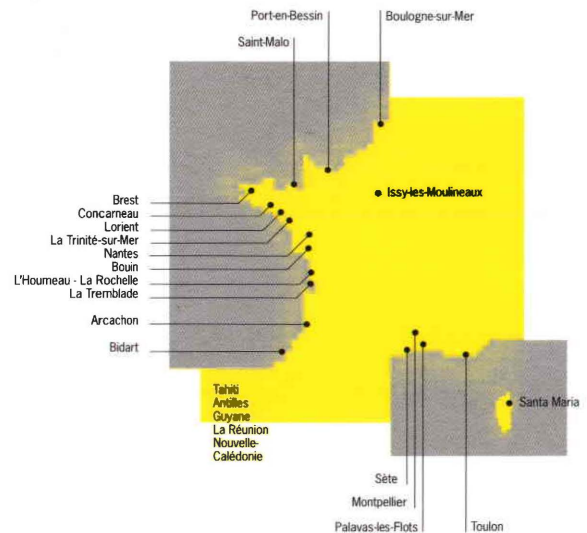 Port-en-Bessin
Boulogne-sur-Mer
Saint-Malo
Issy-les-Moulineaux
Brest
Concarneau
Lorient
La Trinité-sur-Mer
Nantes
Bouin
L'Houmeau - La Rochelle
La Tremblade
Arcachon
Bidart
Tahiti
Antilles
Guyane
La Réunion
Nouvelle-
Calédonie
Santa Maria
Sète
Montpellier
Palavas-les-Flots
Toulon